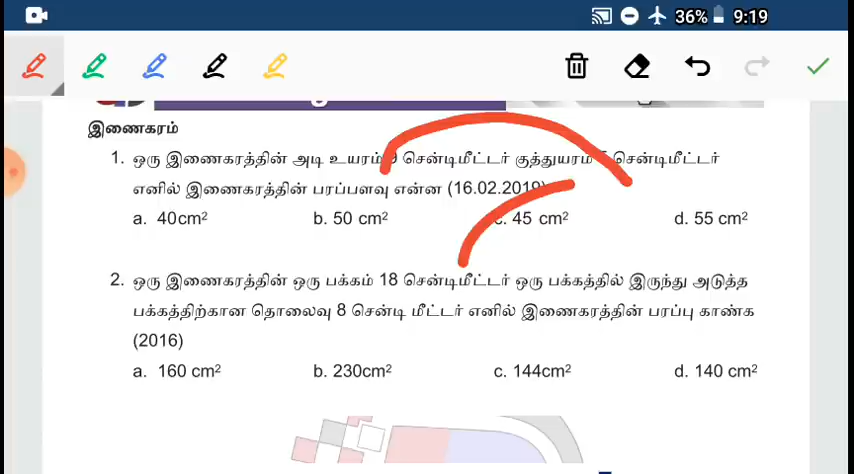 36% 9:19
இணைகரம்
1. ஒரு இணைகரத்தின் அடி உயரம் 9 சென்டிமீட்டர் குத்துயரம் 5 சென்டிமீட்டர்
எனில் இணைகரத்தின் பரப்பளவு என்ன (16.02.2019)
a. 40cm² b. 50 cm² c. 45 cm² d. 55 cm²
2. ஒரு இணைகரத்தின் ஒரு பக்கம் 18 சென்டிமீட்டர் ஒரு பக்கத்தில் இருந்து அடுத்த
பக்கத்திற்கான தொலைவு 8 சென்டி மீட்டர் எனில் இணைகரத்தின் பரப்பு காண்க
(2016)
a. 160 cm² b. 230cm² c. 144cm² d. 140 cm²